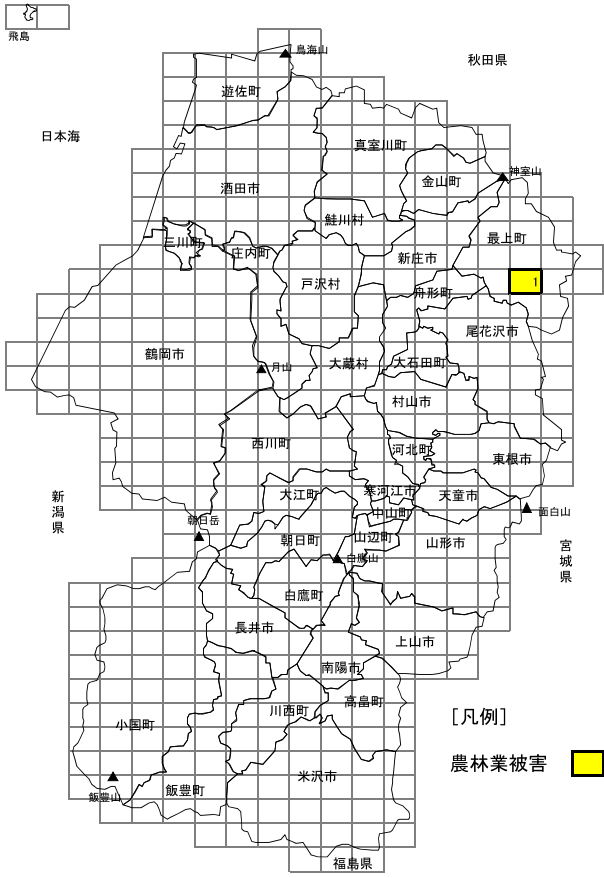 飛島
鳥海山
秋田県
遊佐町
日本海
真室川町
神室山
金山町
酒田市
鮭川村
三川町
庄内町
最上町
新庄市
戸沢村
1
舟形町
尾花沢市
鶴岡市
大蔵村
大石田町
月山
村山市
西川町
河北町
東根市
新潟県
大江町
寒河江市
天童市
中山町
面白山
朝日岳
朝日町
山辺町
山形市
宮城県
白鷹山
白鷹町
長井市
上山市
南陽市
高畠町
川西町
[凡例]
小国町
農林業被害
米沢市
飯豊町
飯豊山
福島県